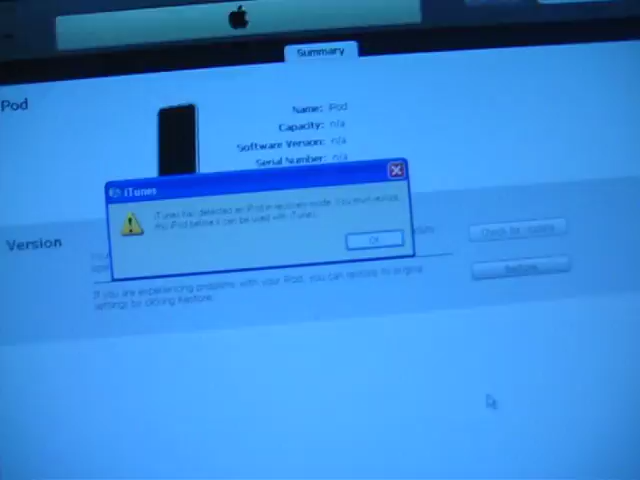 Summary
iPod
Name: iPod
Capacity: n/a
Software Version: n/a
Serial Number: n/a
iTunes
iTunes has detected an iPod in recovery mode. You must restore
this iPod before it can be used with iTunes.
OK
Version
Check for Update
Restore
If you are experiencing problems with your iPod, you can restore its original
settings by clicking Restore.